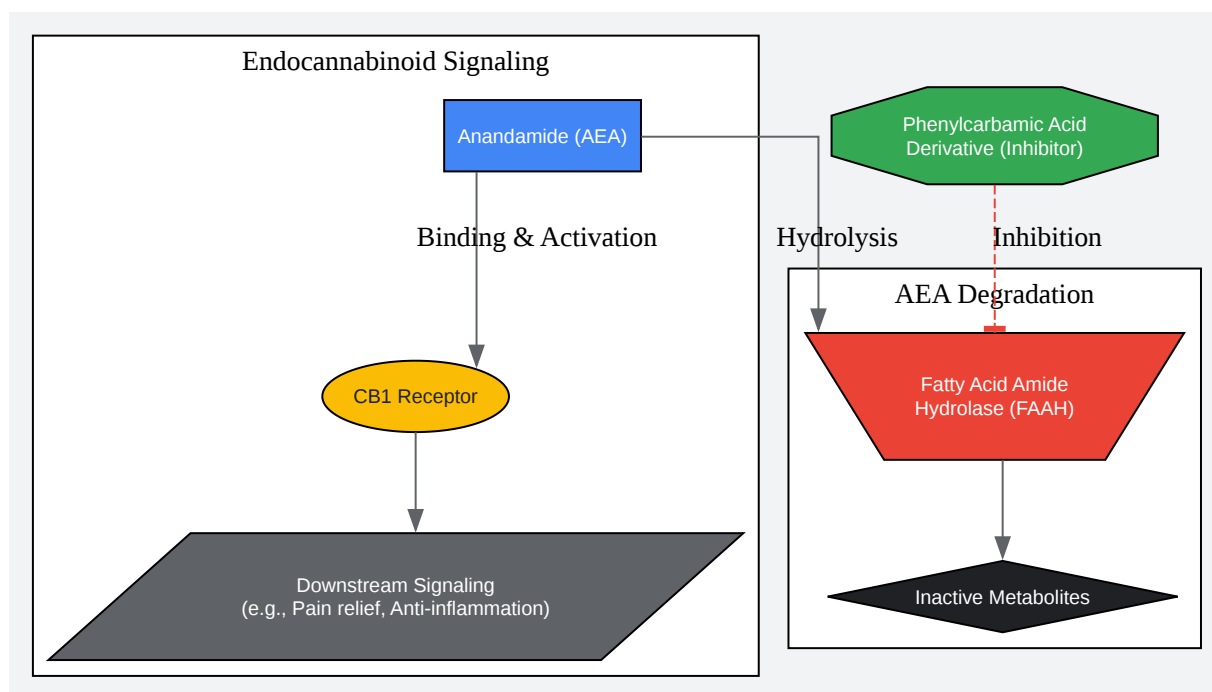 Endocannabinoid Signaling
Anandamide (AEA)
Phenylcarbamic Acid
Derivative (Inhibitor)
Binding & Activation
Hydrolysis
Inhibition
AEA Degradation
CB1 Receptor
Fatty Acid Amide
Hydrolase (FAAH)
Downstream Signaling
(e.g., Pain relief, Anti-inflammation)
Inactive Metabolites